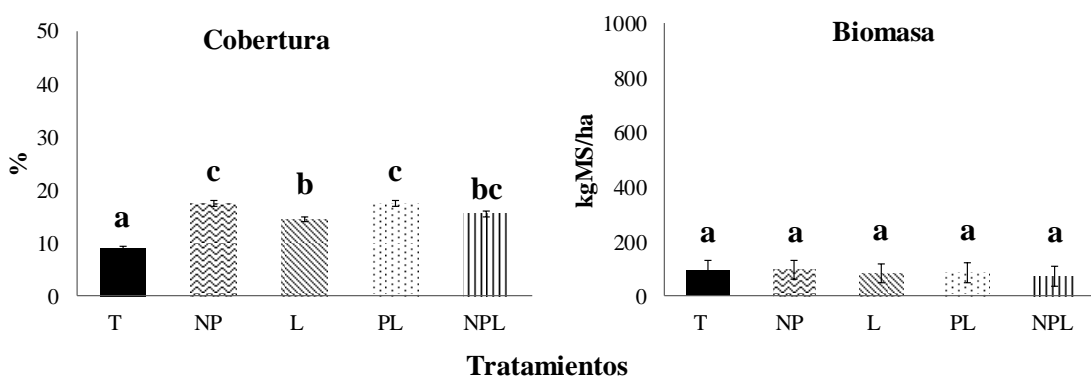 Cobertura
50
40
30
20
10
0
%
a
c
b
c
bc
T NP L PL NPL
Biomasa
1000
800
600
400
200
0
kgMS/ha
a
a
a
a
a
T NP L PL NPL
Tratamientos